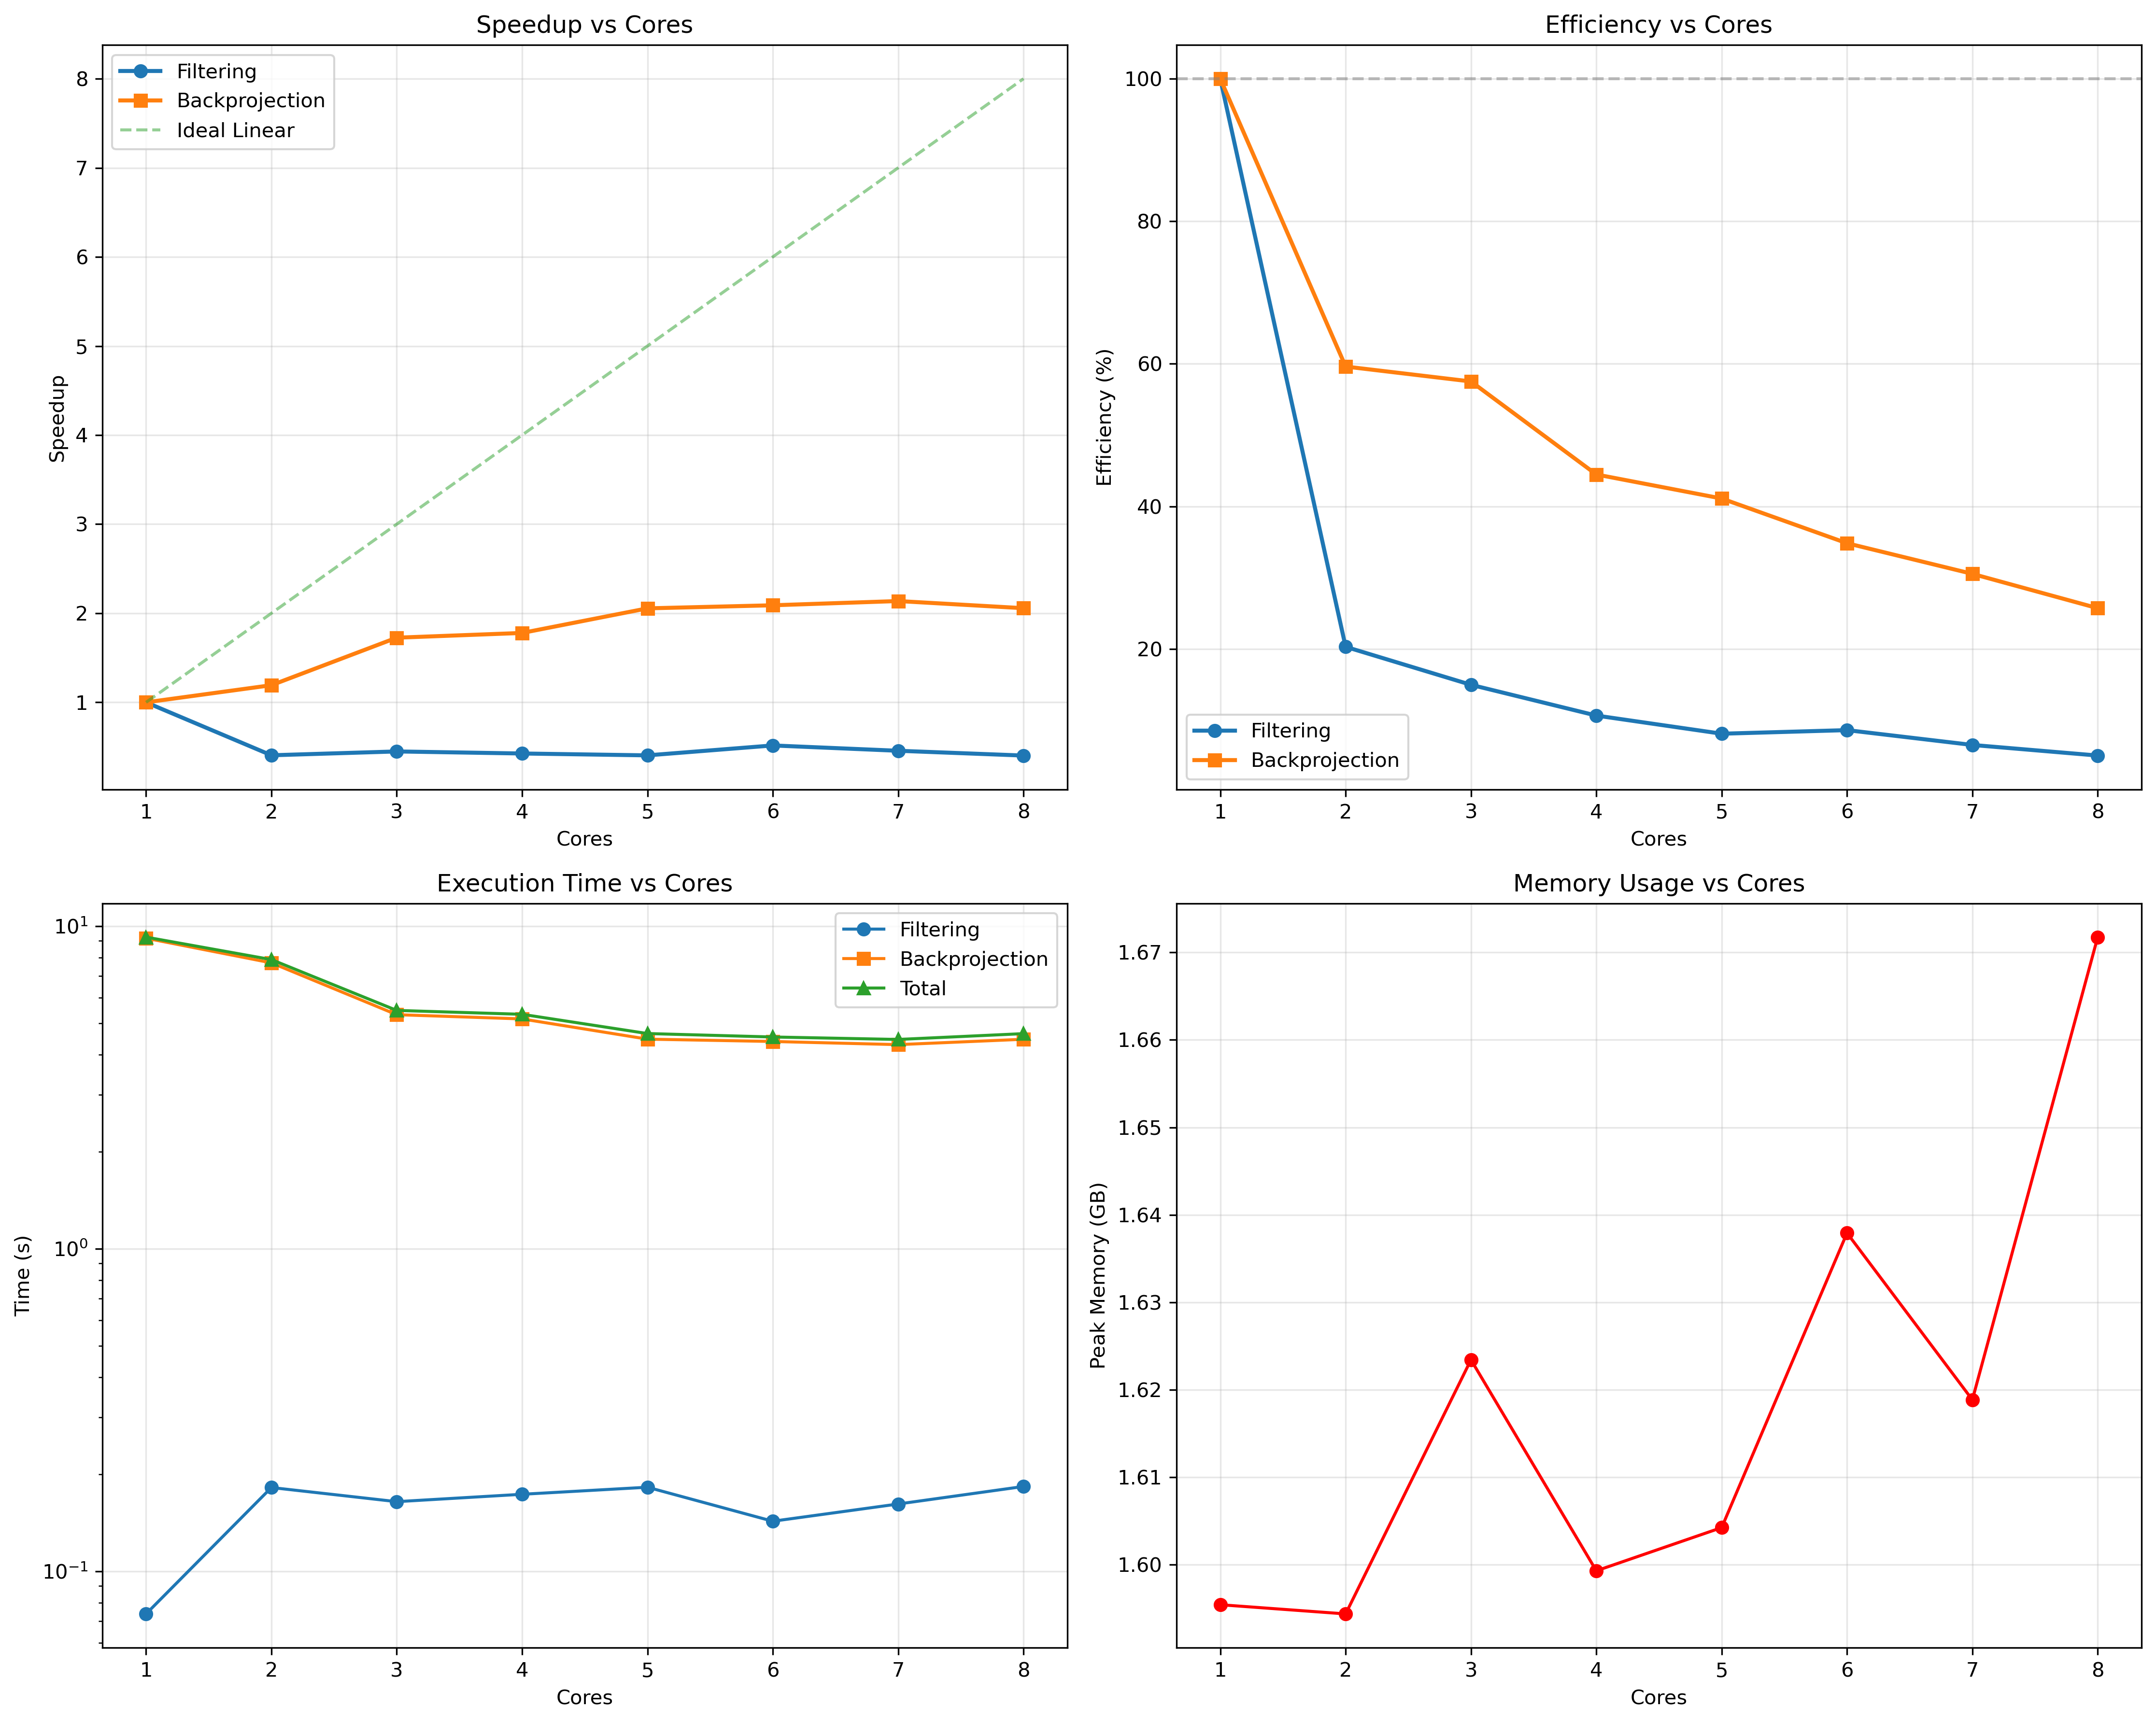 Speedup vs Cores
Filtering
Backprojection
Ideal Linear
8
7
6
5
4
3
2
1
Speedup
1 2 3 4 5 6 7 8
Cores
Efficiency vs Cores
100
80
60
40
20
Efficiency (%)
Filtering
Backprojection
1 2 3 4 5 6 7 8
Cores
Execution Time vs Cores
Filtering
Backprojection
Total
10¹
10⁰
10⁻¹
Time (s)
1 2 3 4 5 6 7 8
Cores
Memory Usage vs Cores
1.67
1.66
1.65
1.64
1.63
1.62
1.61
1.60
Peak Memory (GB)
1 2 3 4 5 6 7 8
Cores